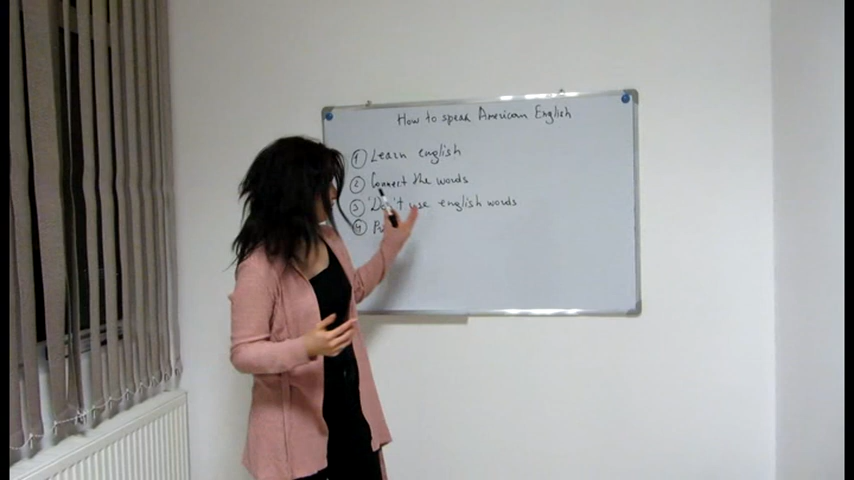 How to speak American English
① Learn english
② Connect the words
③ Don't use english words
④